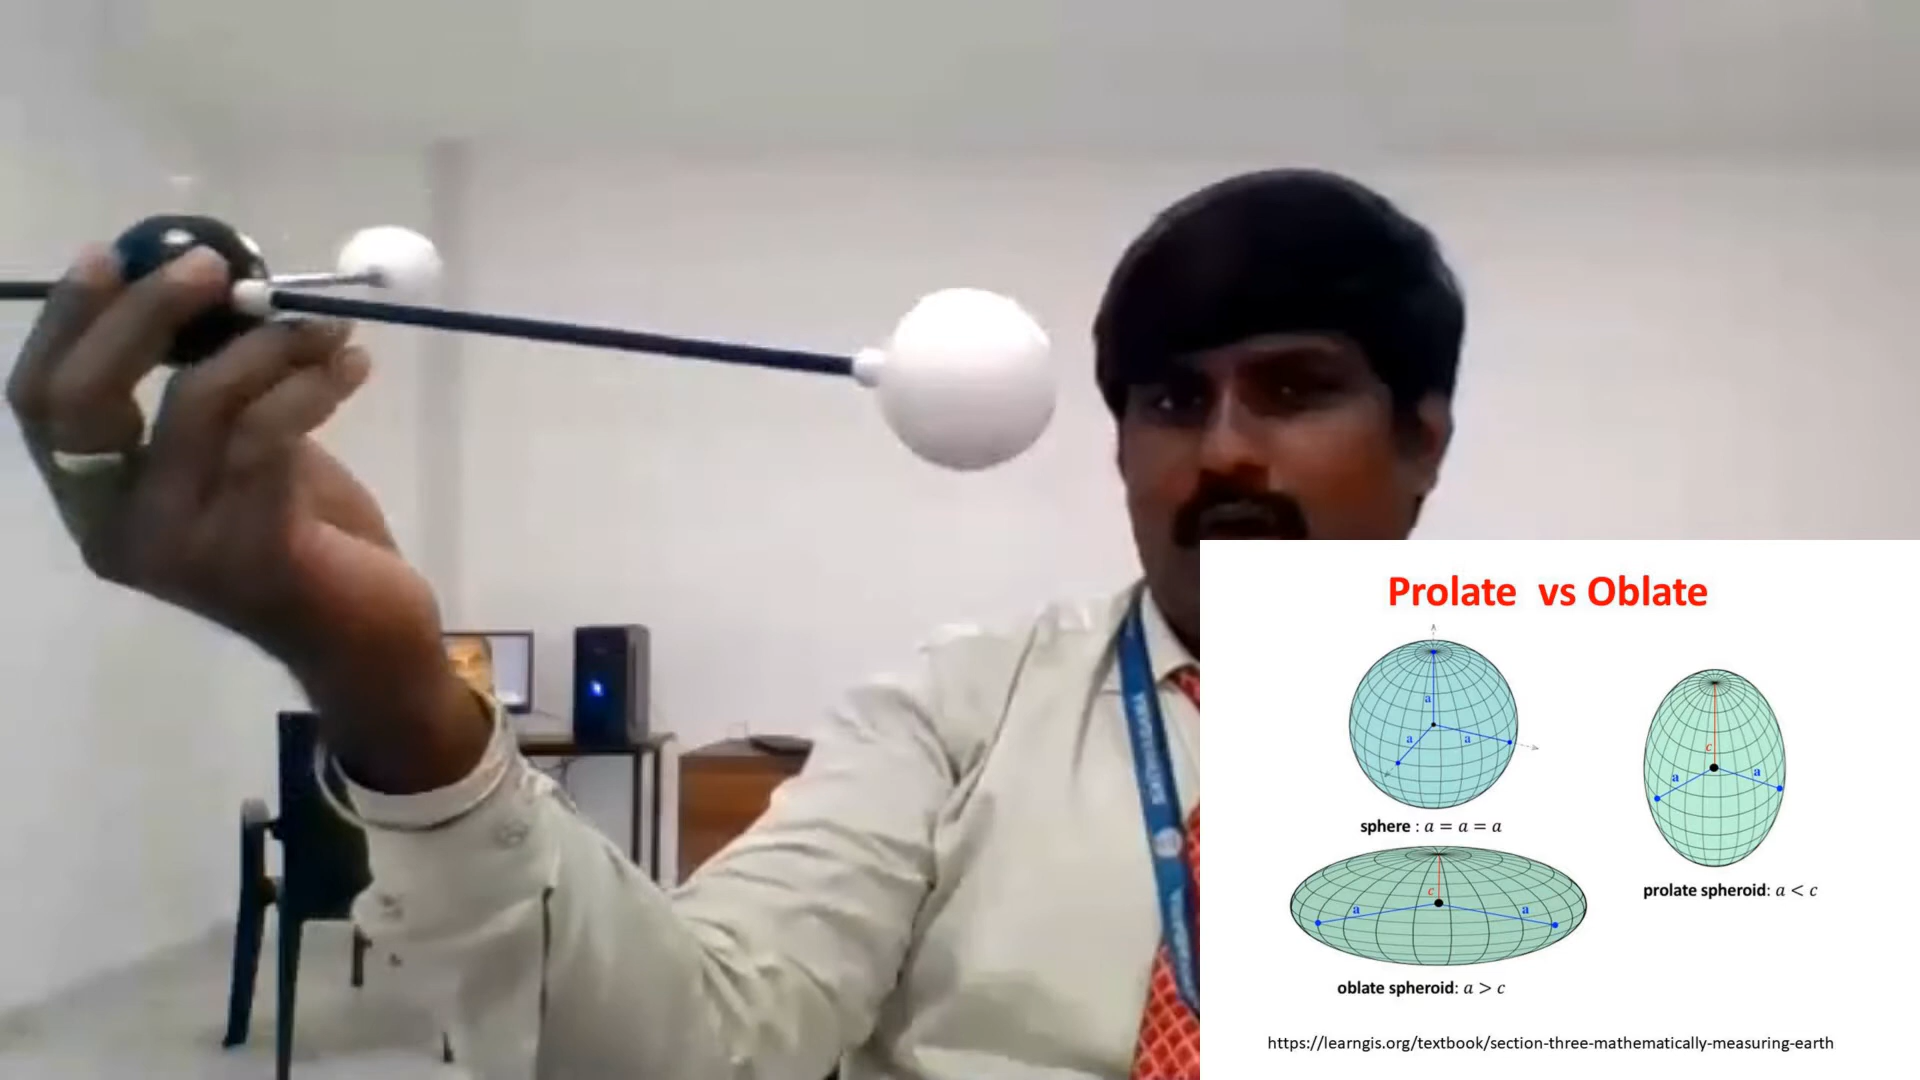 Prolate vs Oblate
a
a
a
sphere : a = a = a
c
a
a
prolate spheroid: a < c
c
a
a
oblate spheroid: a > c
https://learngis.org/textbook/section-three-mathematically-measuring-earth